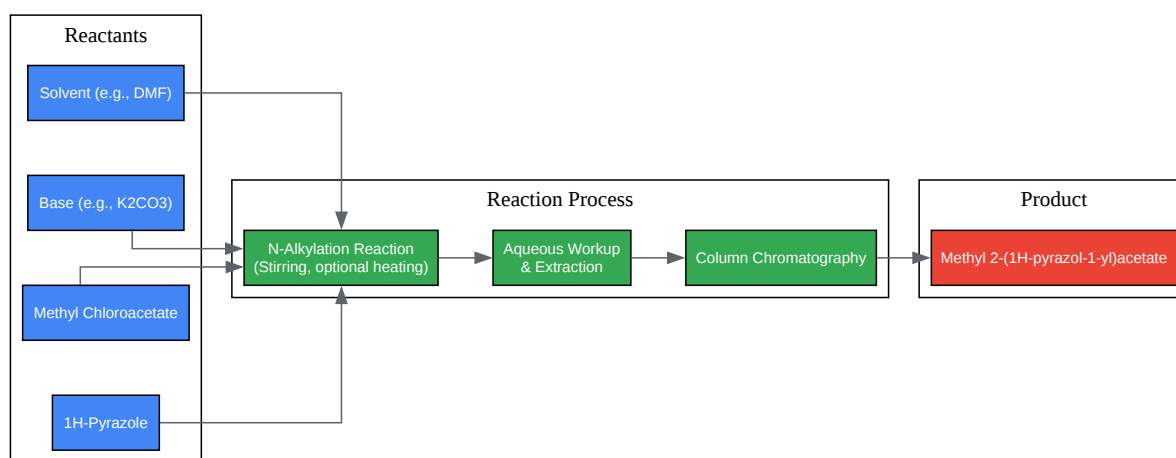 Reactants
Solvent (e.g., DMF)
Base (e.g., K2CO3)
Methyl Chloroacetate
1H-Pyrazole
Reaction Process
N-Alkylation Reaction
(Stirring, optional heating)
Aqueous Workup
& Extraction
Column Chromatography
Product
Methyl 2-(1H-pyrazol-1-yl)acetate